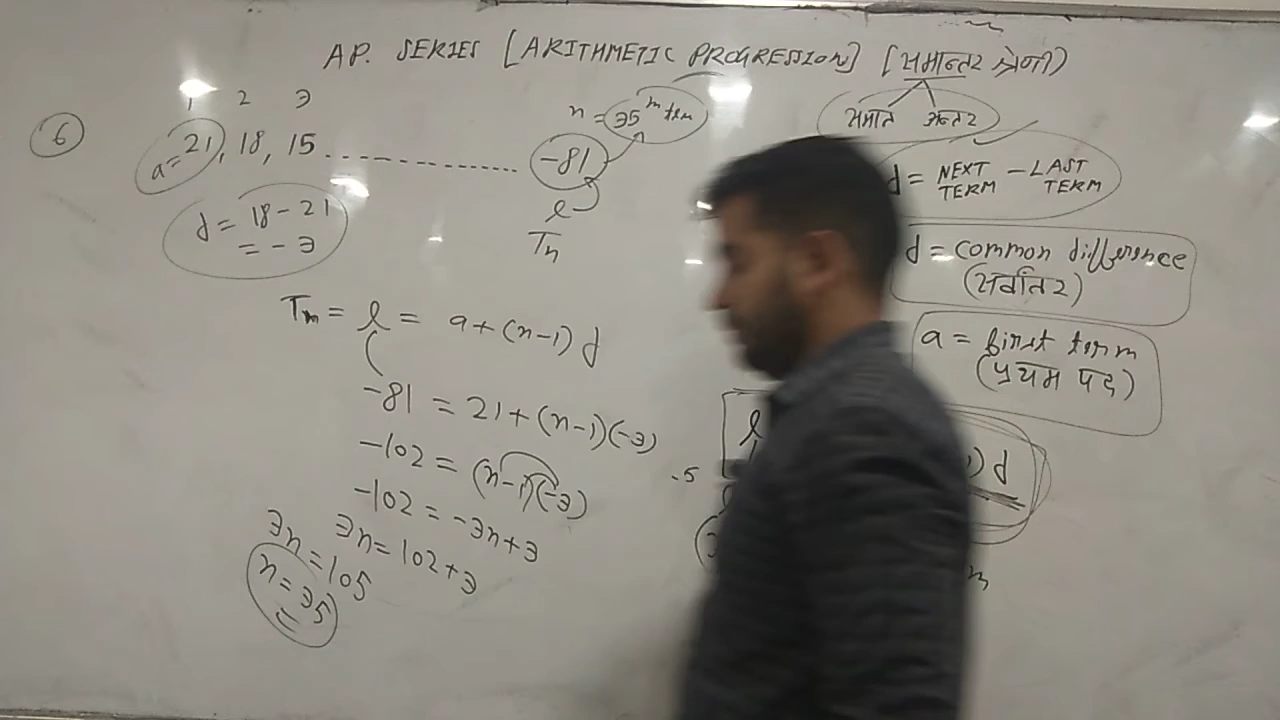 AP. SERIES [ARITHMETIC PROGRESSION] [समान्तर श्रेणी]
समान अन्तर
1 2 3
6
a = 21, 18, 15 ................... -81
n = 35 th term
l
Tn
d = 18 - 21
= -3
Tn = l = a + (n-1) d
-81 = 21 + (n-1)(-3)
-102 = (n-1)(-3)
-102 = -3n+3
3n = 102+3
3n = 105
n = 35
d = NEXT TERM - LAST TERM
d = common difference
(सर्वांतर)
a = first term
(प्रथम पद)
l
) d
.5